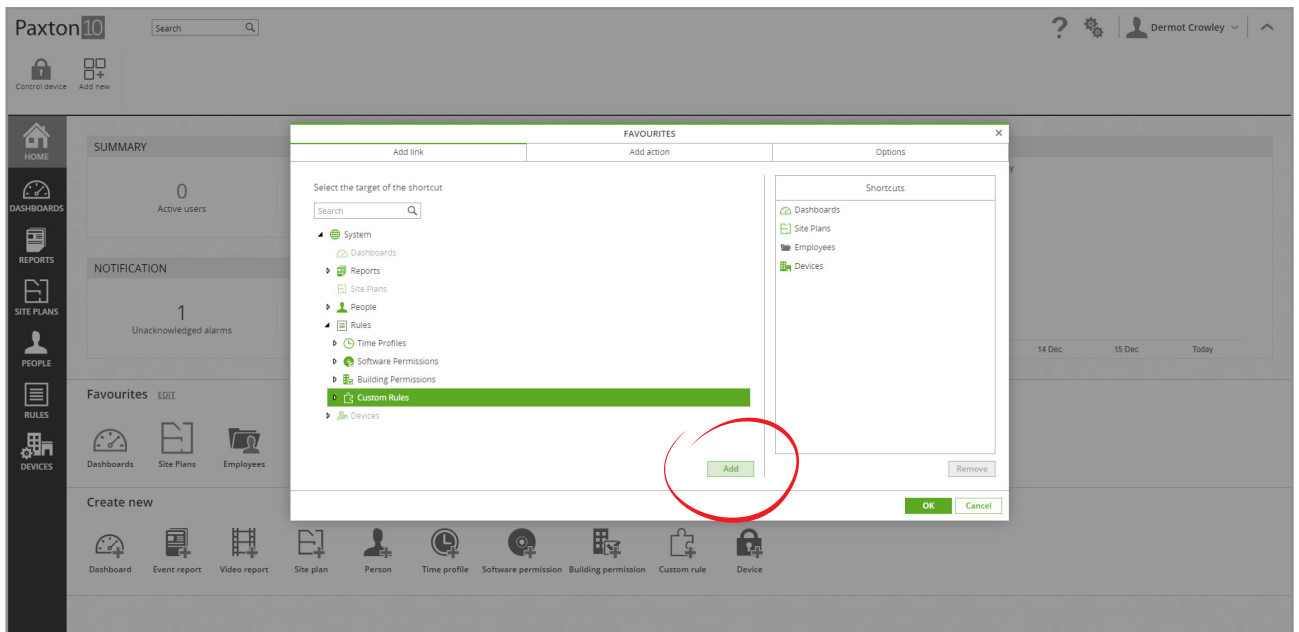 Paxton10
Search
Dermot Crowley
Control device
Add new
HOME
DASHBOARDS
REPORTS
SITE PLANS
PEOPLE
RULES
DEVICES
SUMMARY
0
Active users
NOTIFICATION
1
Unacknowledged alarms
FAVOURITES
Add link
Add action
Options
Select the target of the shortcut
Search
System
Dashboards
Reports
Site Plans
People
Rules
Time Profiles
Software Permissions
Building Permissions
Custom Rules
Devices
Add
Shortcuts
Dashboards
Site Plans
Employees
Devices
Remove
OK
Cancel
14 Dec
15 Dec
Today
Favourites EDIT
Dashboards
Site Plans
Employees
Create new
Dashboard
Event report
Video report
Site plan
Person
Time profile
Software permission
Building permission
Custom rule
Device